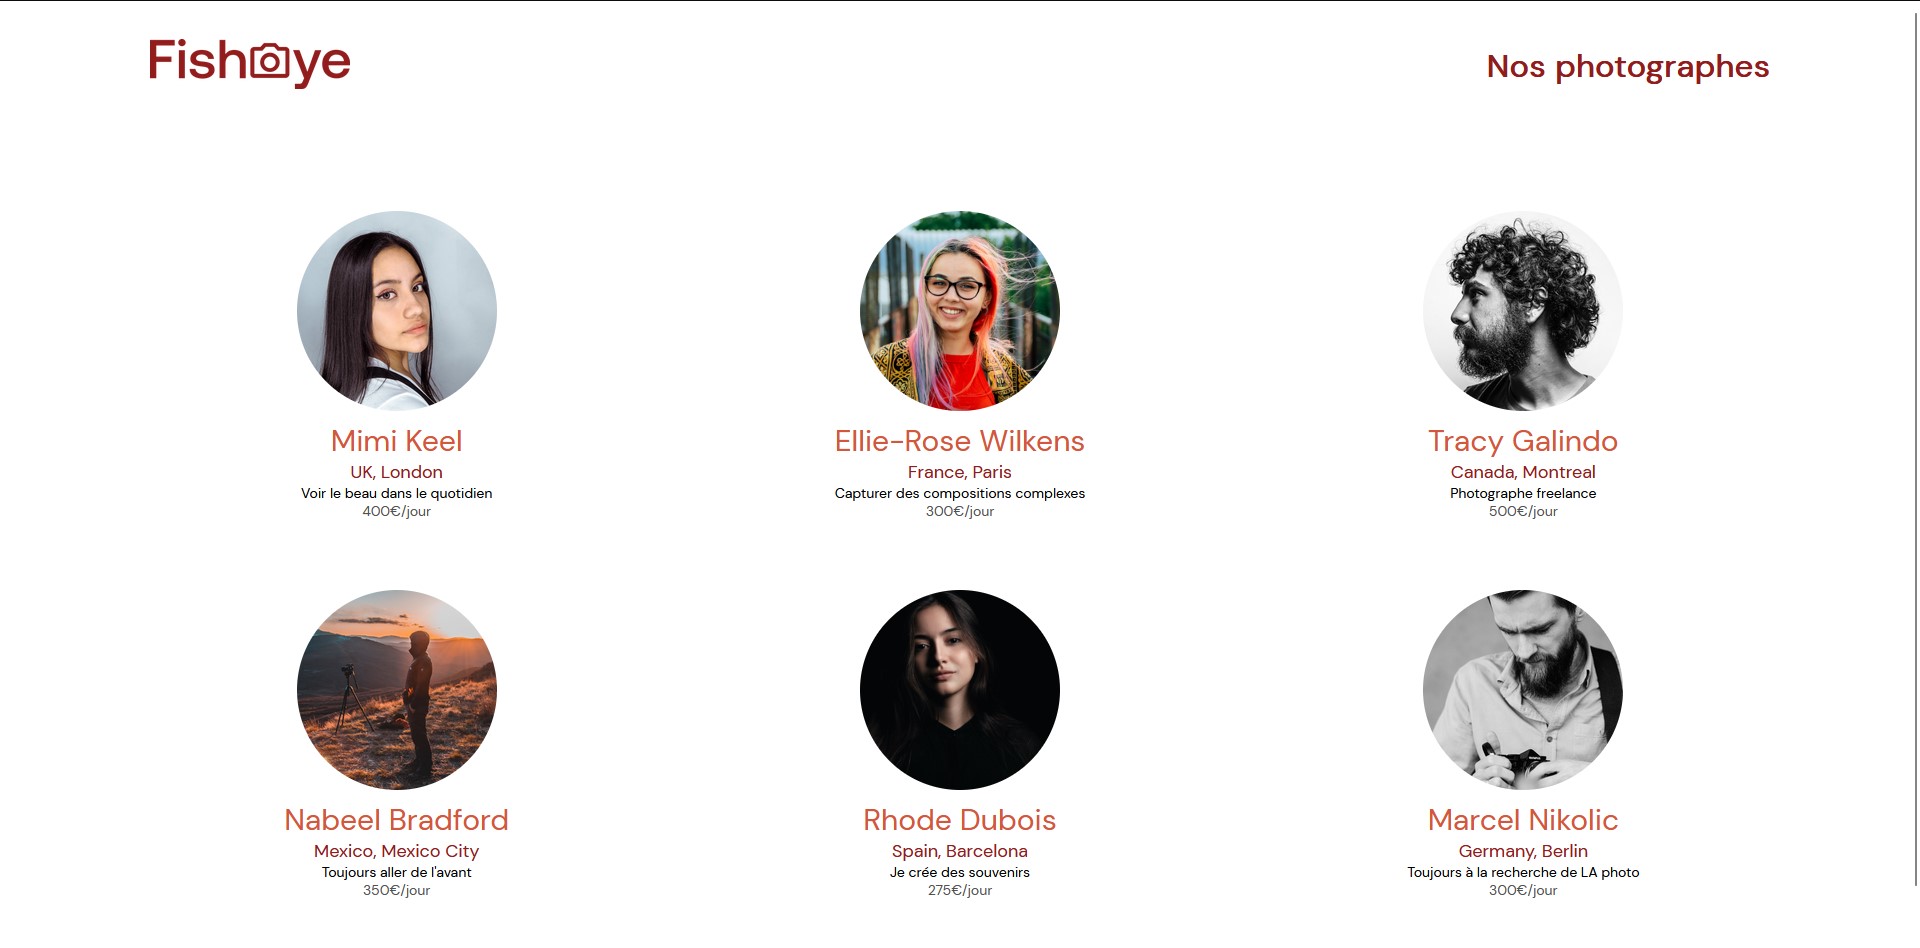 Fisheye
Nos photographes
Mimi Keel
UK, London
Voir le beau dans le quotidien
400€/jour
Ellie-Rose Wilkens
France, Paris
Capturer des compositions complexes
300€/jour
Tracy Galindo
Canada, Montreal
Photographe freelance
500€/jour
Nabeel Bradford
Mexico, Mexico City
Toujours aller de l'avant
350€/jour
Rhode Dubois
Spain, Barcelona
Je crée des souvenirs
275€/jour
Marcel Nikolic
Germany, Berlin
Toujours à la recherche de LA photo
300€/jour